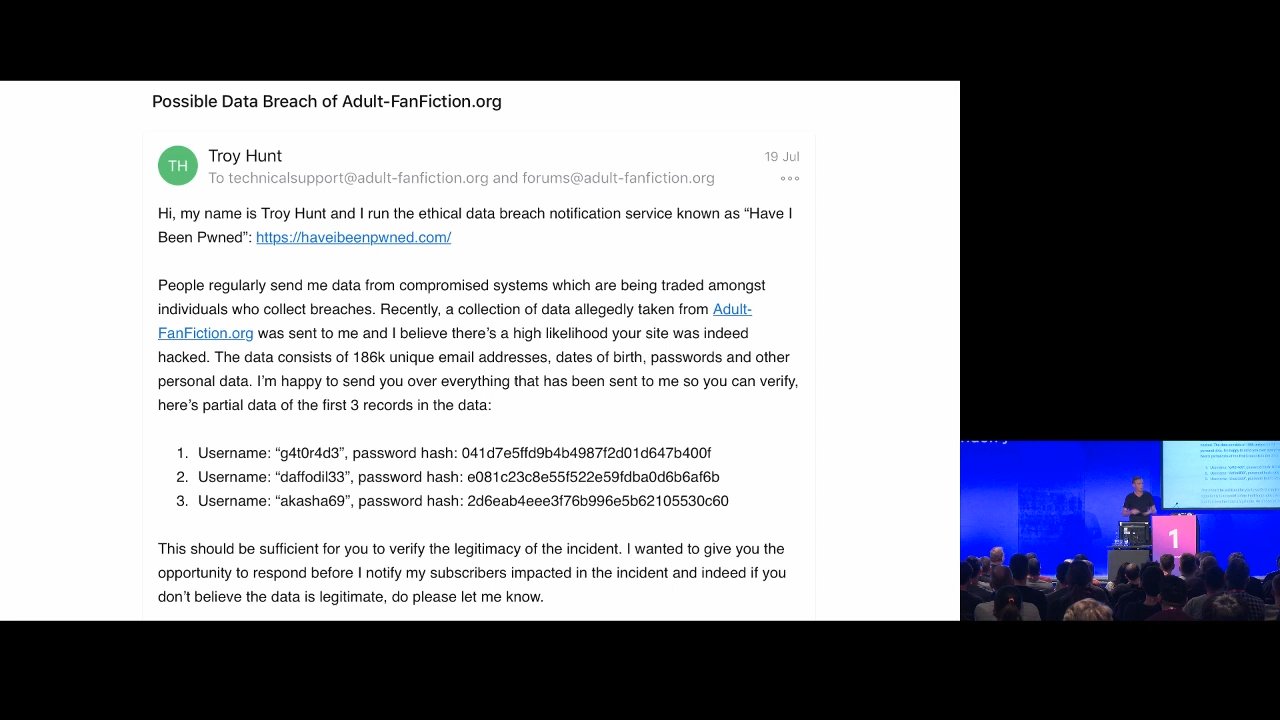 Possible Data Breach of Adult-FanFiction.org
TH
Troy Hunt
19 Jul
To technicalsupport@adult-fanfiction.org and forums@adult-fanfiction.org
Hi, my name is Troy Hunt and I run the ethical data breach notification service known as “Have I
Been Pwned”: https://haveibeenpwned.com/
People regularly send me data from compromised systems which are being traded amongst
individuals who collect breaches. Recently, a collection of data allegedly taken from Adult-
FanFiction.org was sent to me and I believe there’s a high likelihood your site was indeed
hacked. The data consists of 186k unique email addresses, dates of birth, passwords and other
personal data. I’m happy to send you over everything that has been sent to me so you can verify,
here’s partial data of the first 3 records in the data:
1. Username: “g4t0r4d3”, password hash: 041d7e5ffd9b4b4987f2d01d647b400f
2. Username: “daffodil33”, password hash: e081c23c8e55f522e59fdba0d6b6af6b
3. Username: “akasha69”, password hash: 2d6eab4ede3f76b996e5b62105530c60
This should be sufficient for you to verify the legitimacy of the incident. I wanted to give you the
opportunity to respond before I notify my subscribers impacted in the incident and indeed if you
don’t believe the data is legitimate, do please let me know.
1